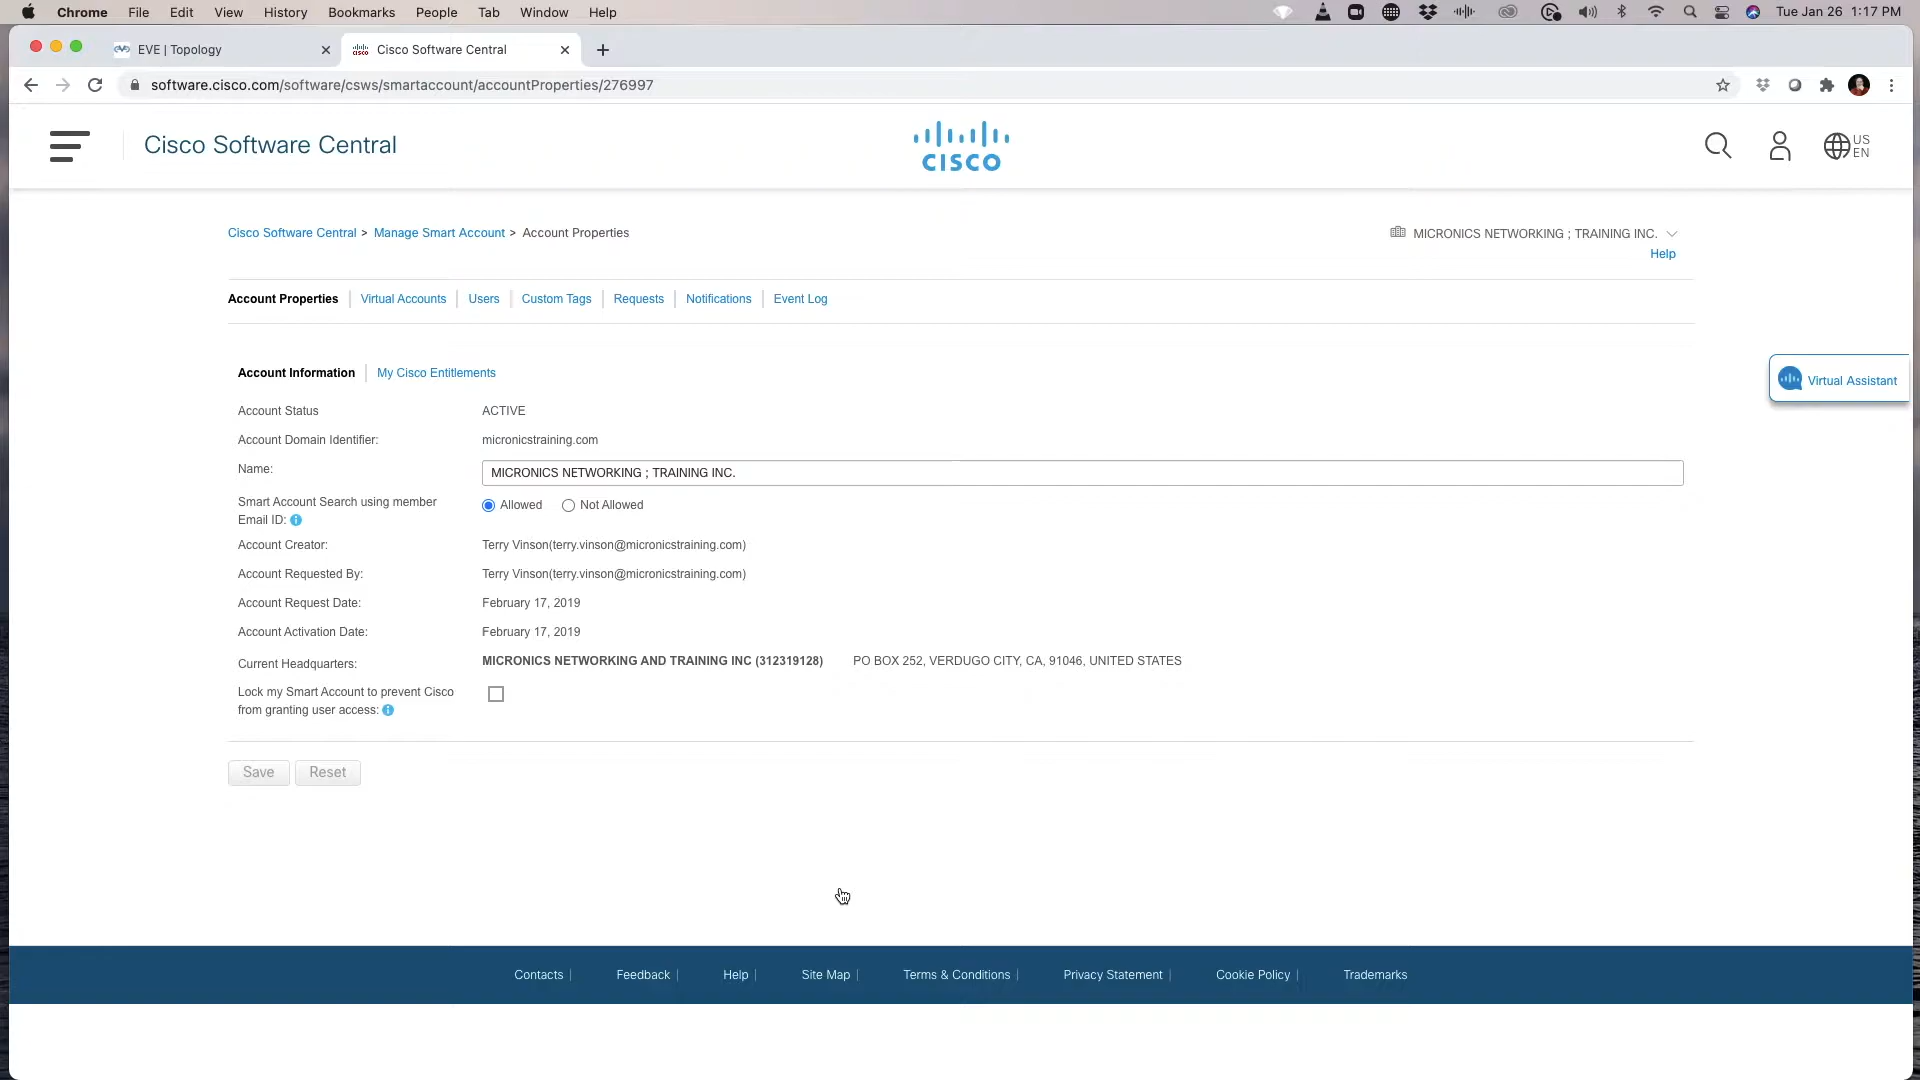 Chrome File Edit View History Bookmarks People Tab Window Help Tue Jan 26 1:17 PM
EVE | Topology Cisco Software Central
software.cisco.com/software/csws/smartaccount/accountProperties/276997
Cisco Software Central
CISCO
US
EN
Cisco Software Central > Manage Smart Account > Account Properties
MICRONICS NETWORKING ; TRAINING INC.
Help
Account Properties Virtual Accounts Users Custom Tags Requests Notifications Event Log
Virtual Assistant
Account Information My Cisco Entitlements
Account Status ACTIVE
Account Domain Identifier: micronicstraining.com
Name: MICRONICS NETWORKING ; TRAINING INC.
Smart Account Search using member
Email ID: Allowed Not Allowed
Account Creator: Terry Vinson(terry.vinson@micronicstraining.com)
Account Requested By: Terry Vinson(terry.vinson@micronicstraining.com)
Account Request Date: February 17, 2019
Account Activation Date: February 17, 2019
Current Headquarters: MICRONICS NETWORKING AND TRAINING INC (312319128) PO BOX 252, VERDUGO CITY, CA, 91046, UNITED STATES
Lock my Smart Account to prevent Cisco
from granting user access:
Save Reset
Contacts | Feedback | Help | Site Map | Terms & Conditions | Privacy Statement | Cookie Policy | Trademarks